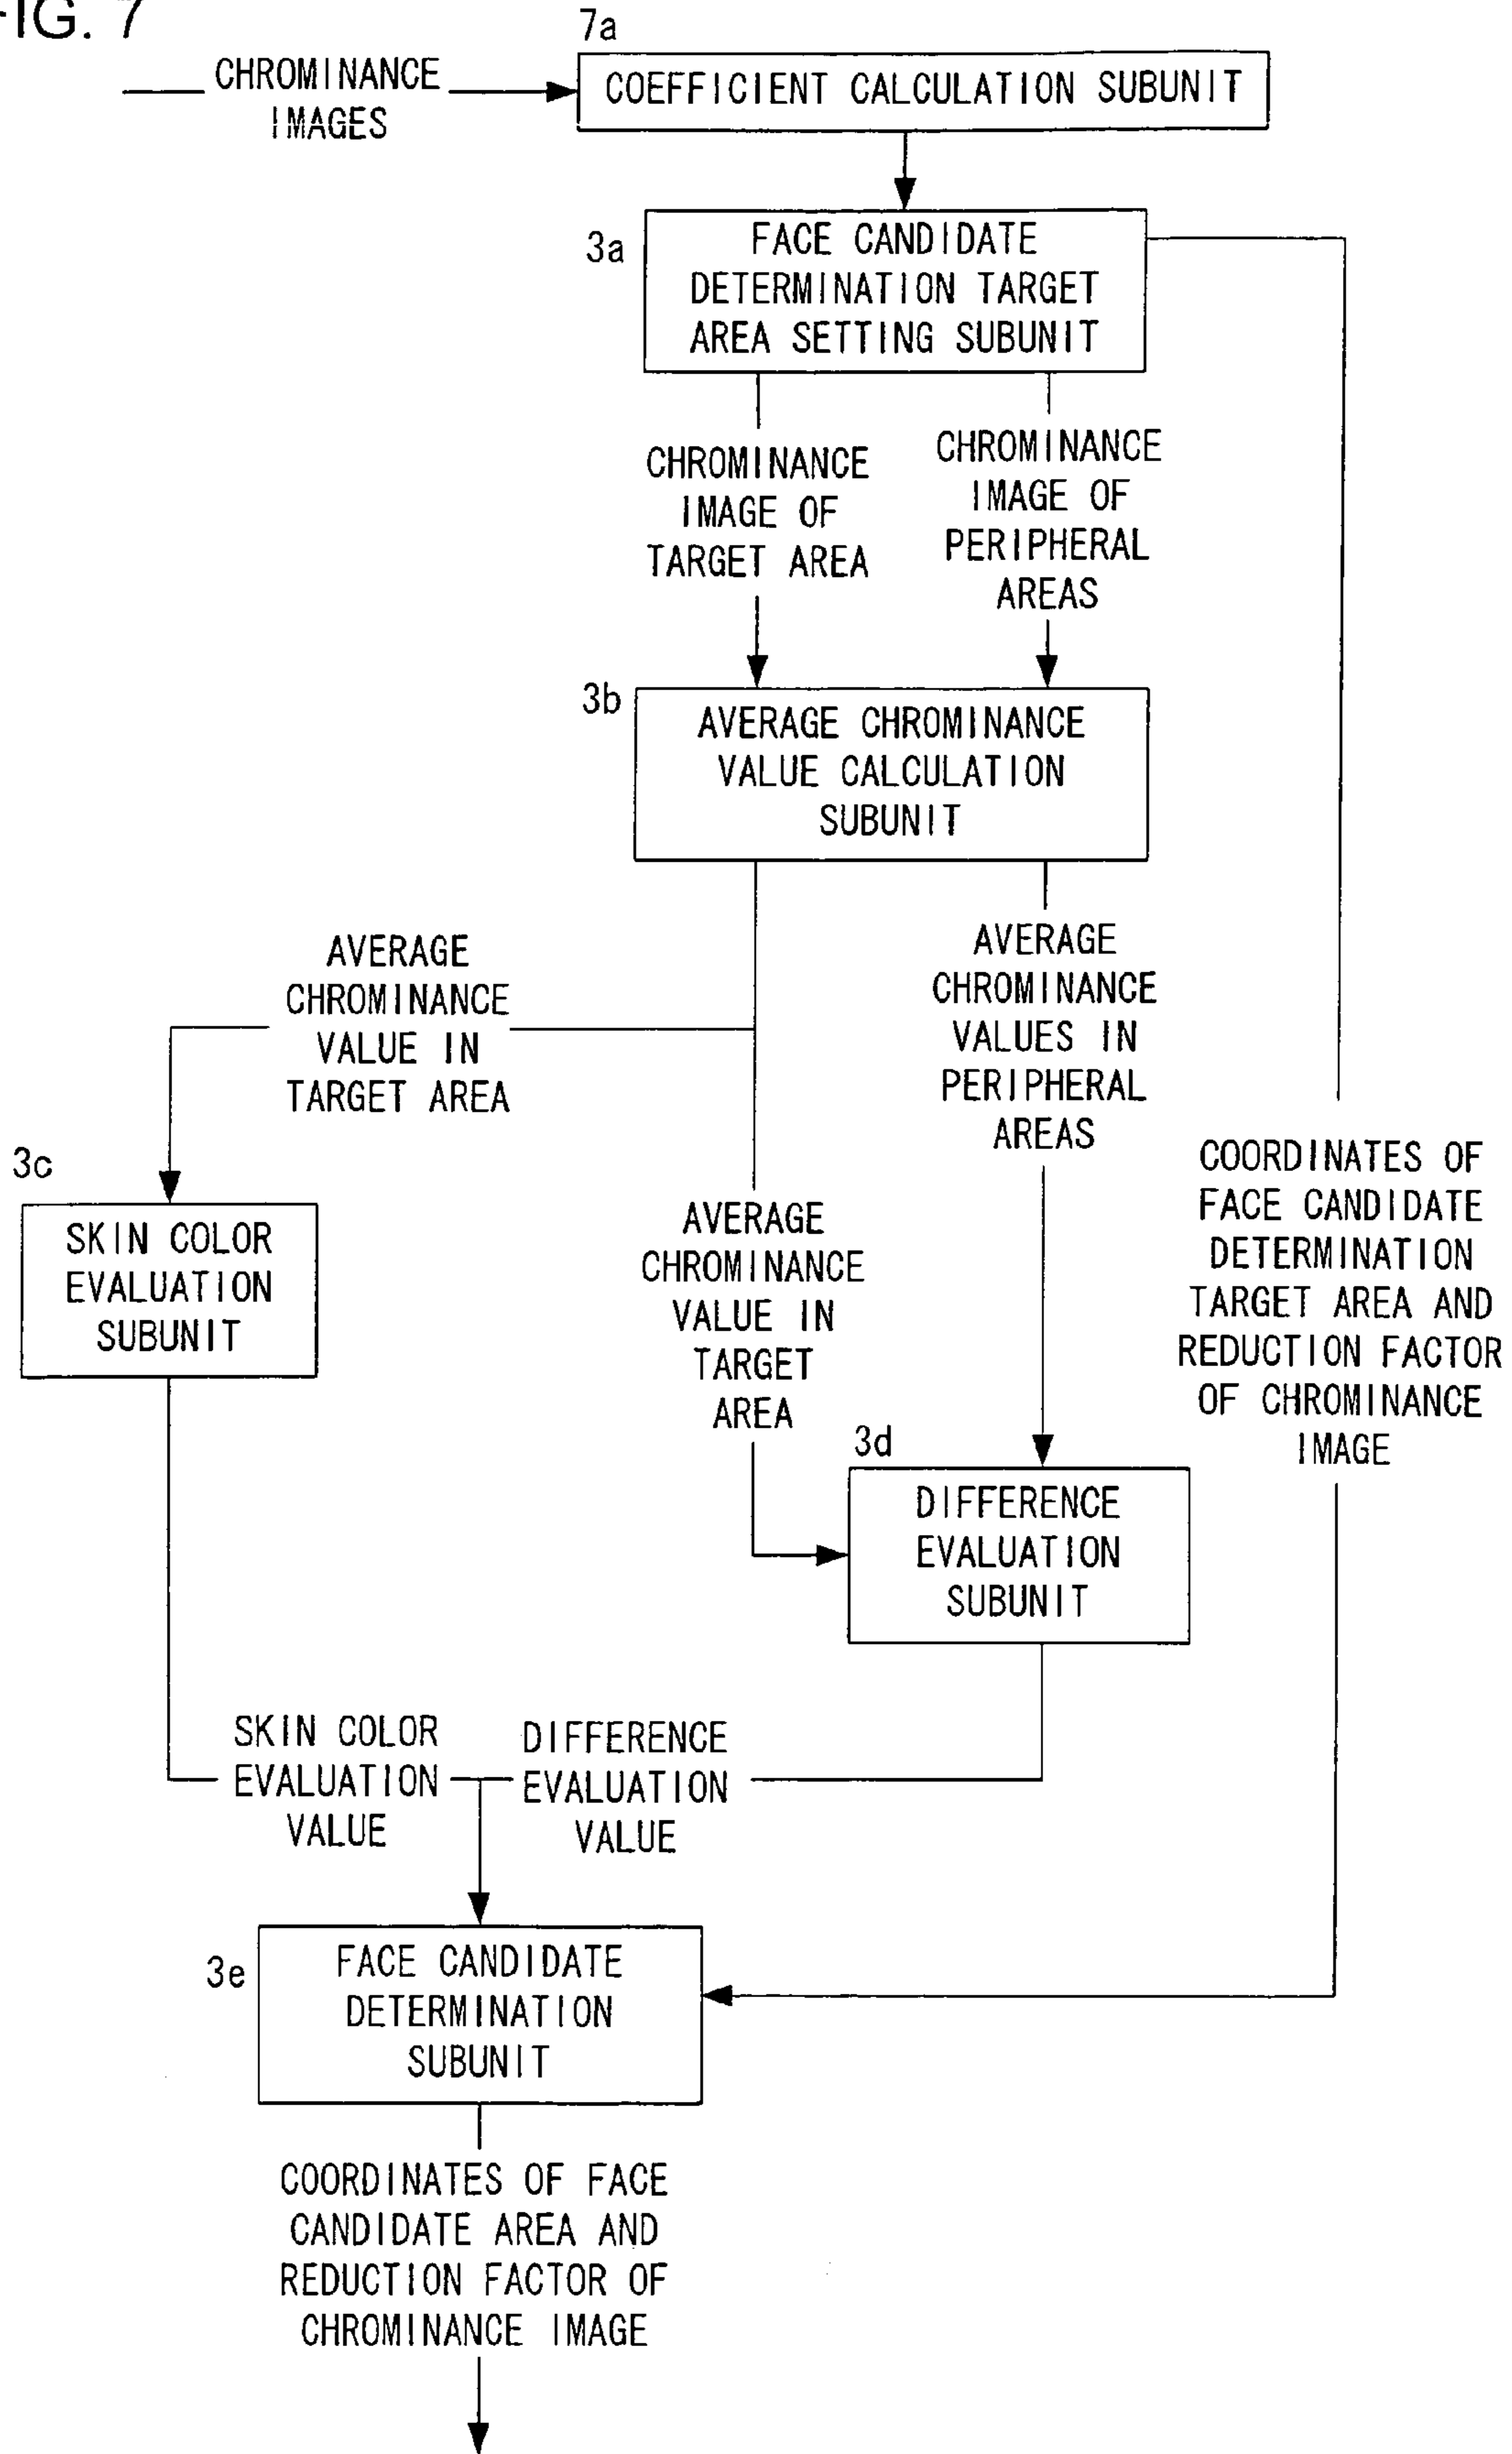 FIG. 7
7a
CHROMINANCE
IMAGES
COEFFICIENT CALCULATION SUBUNIT
3a
FACE CANDIDATE
DETERMINATION TARGET
AREA SETTING SUBUNIT
CHROMINANCE
IMAGE OF
TARGET AREA
CHROMINANCE
IMAGE OF
PERIPHERAL
AREAS
3b
AVERAGE CHROMINANCE
VALUE CALCULATION
SUBUNIT
AVERAGE
CHROMINANCE
VALUE IN
TARGET AREA
AVERAGE
CHROMINANCE
VALUES IN
PERIPHERAL
AREAS
3c
SKIN COLOR
EVALUATION
SUBUNIT
AVERAGE
CHROMINANCE
VALUE IN
TARGET
AREA
COORDINATES OF
FACE CANDIDATE
DETERMINATION
TARGET AREA AND
REDUCTION FACTOR
OF CHROMINANCE
IMAGE
3d
DIFFERENCE
EVALUATION
SUBUNIT
SKIN COLOR
EVALUATION
VALUE
DIFFERENCE
EVALUATION
VALUE
3e
FACE CANDIDATE
DETERMINATION
SUBUNIT
COORDINATES OF FACE
CANDIDATE AREA AND
REDUCTION FACTOR OF
CHROMINANCE IMAGE